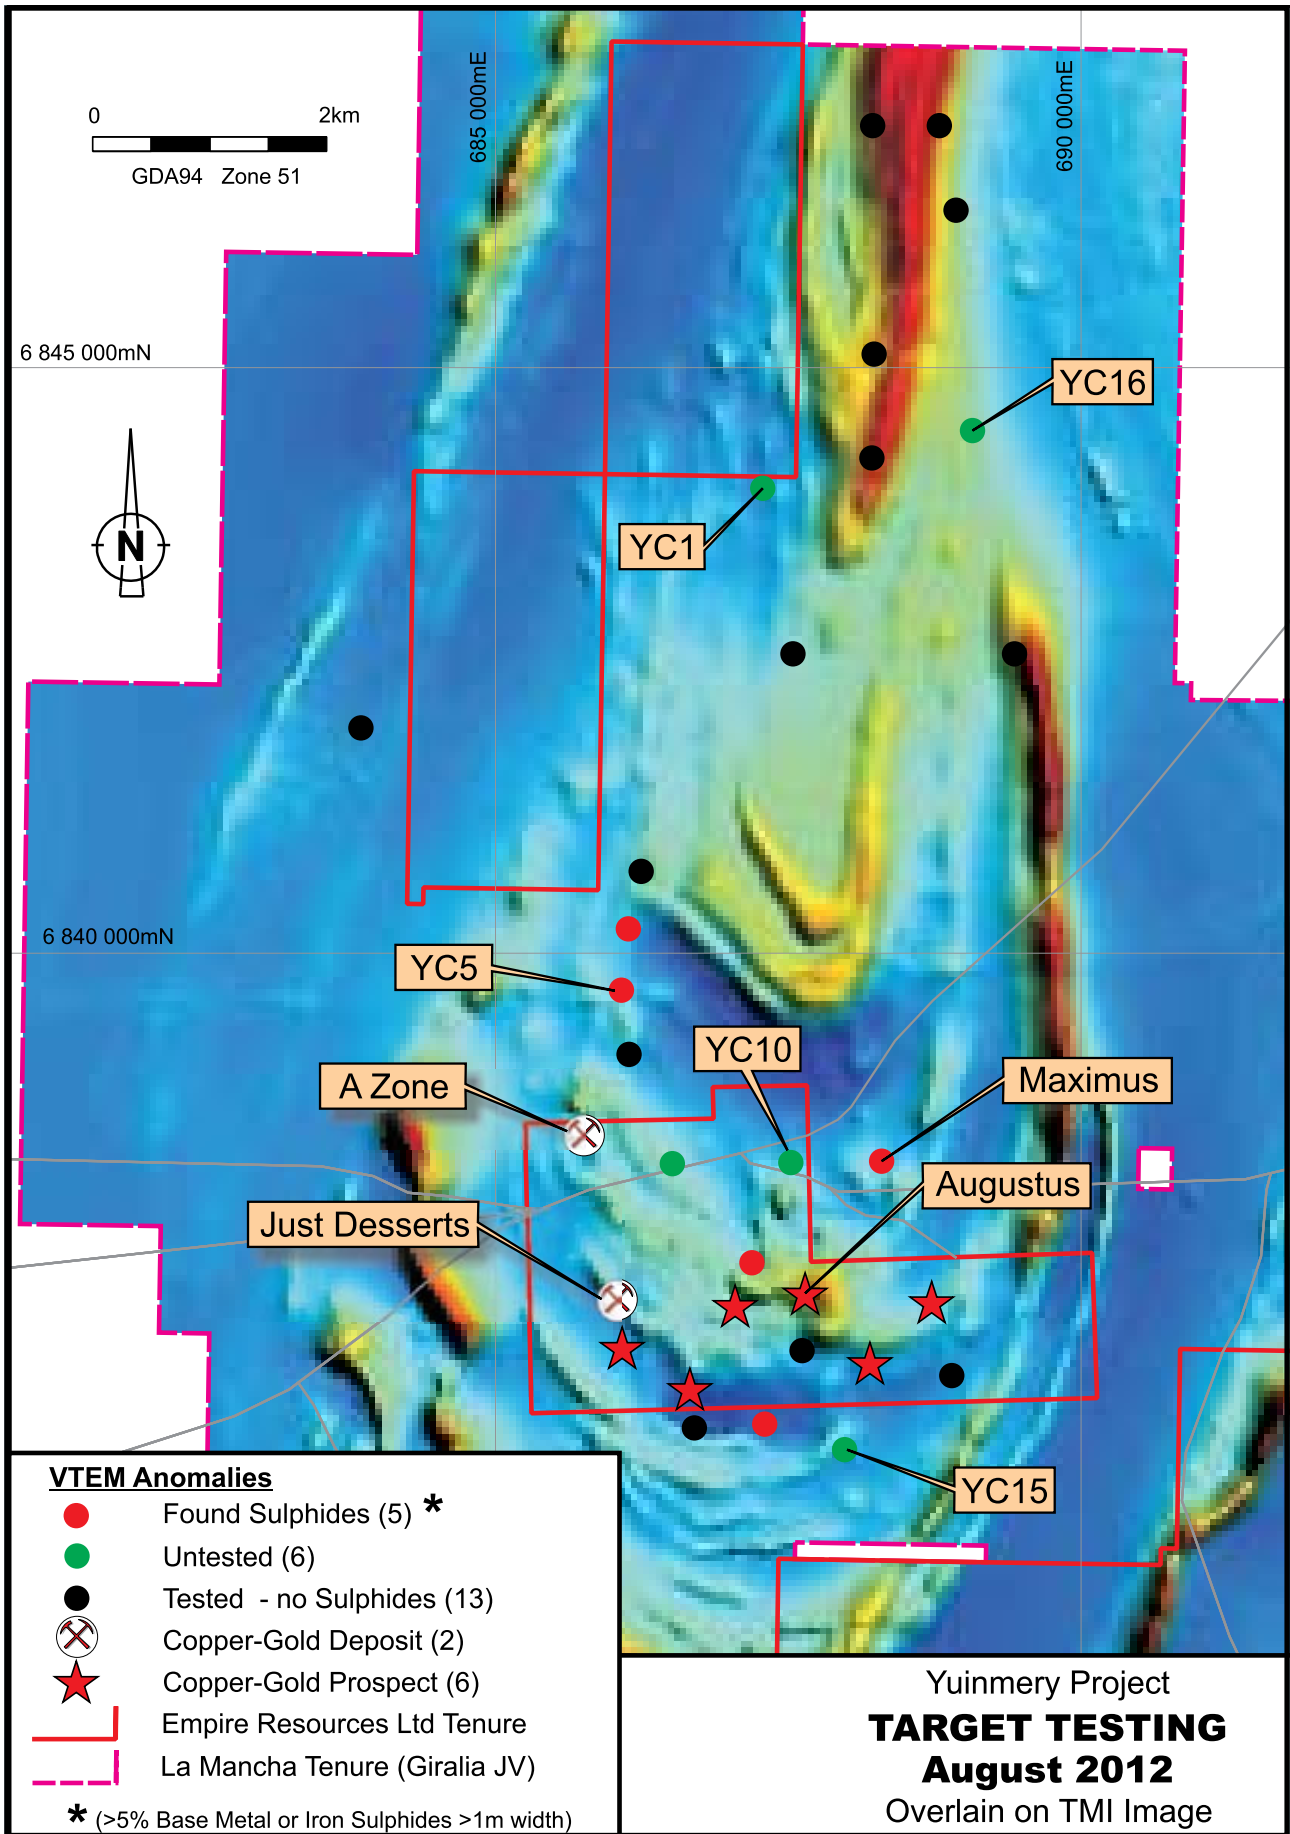 0 2km
GDA94 Zone 51
685 000mE
690 000mE
6 845 000mN
YC16
YC1
N
6 840 000mN
YC5
YC10
A Zone
Maximus
Augustus
Just Desserts
YC15
VTEM Anomalies
Found Sulphides (5) *
Untested (6)
Tested - no Sulphides (13)
Copper-Gold Deposit (2)
Copper-Gold Prospect (6)
Empire Resources Ltd Tenure
La Mancha Tenure (Giralia JV)
* (>5% Base Metal or Iron Sulphides >1m width)
Yuinmery Project
TARGET TESTING
August 2012
Overlain on TMI Image